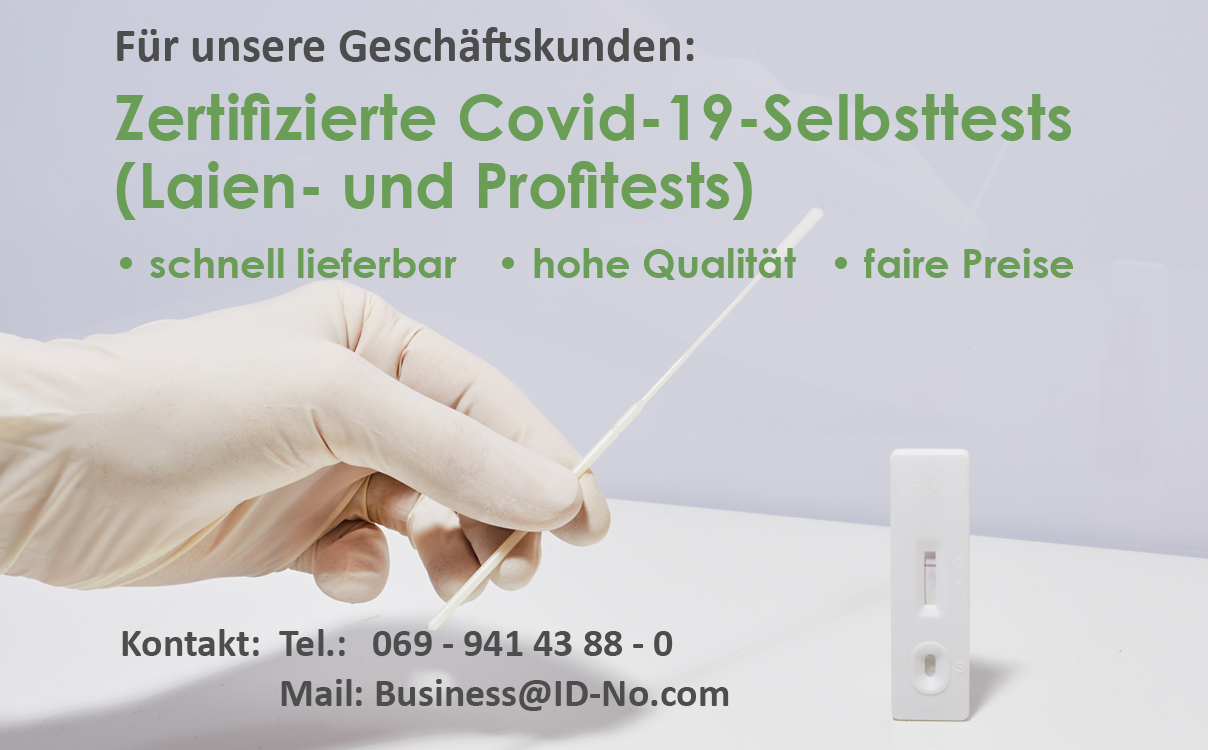 Für unsere Geschäftskunden:
Zertifizierte Covid-19-Selbsttests
(Laien- und Profitests)
• schnell lieferbar • hohe Qualität • faire Preise
Kontakt: Tel.: 069 - 941 43 88 - 0
Mail: Business@ID-No.com